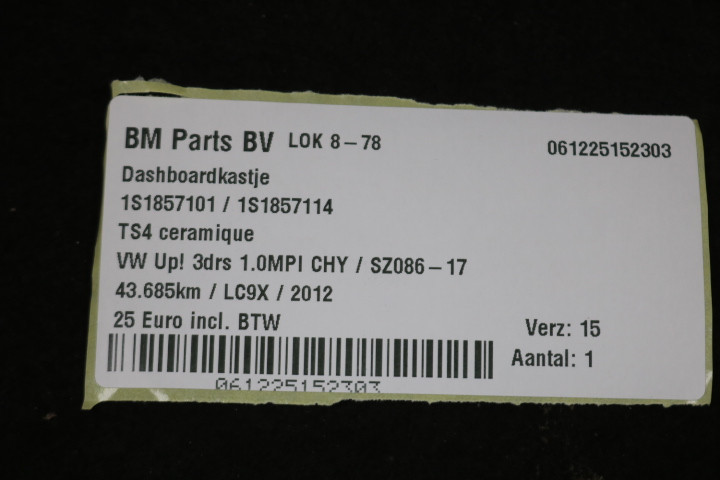 BM Parts BV LOK 8-78 061225152303
Dashboardkastje
1S1857101 / 1S1857114
TS4 ceramique
VW Up! 3drs 1.0MPI CHY / SZ086-17
43.685km / LC9X / 2012
25 Euro incl. BTW Verz: 15
Aantal: 1
061225152303